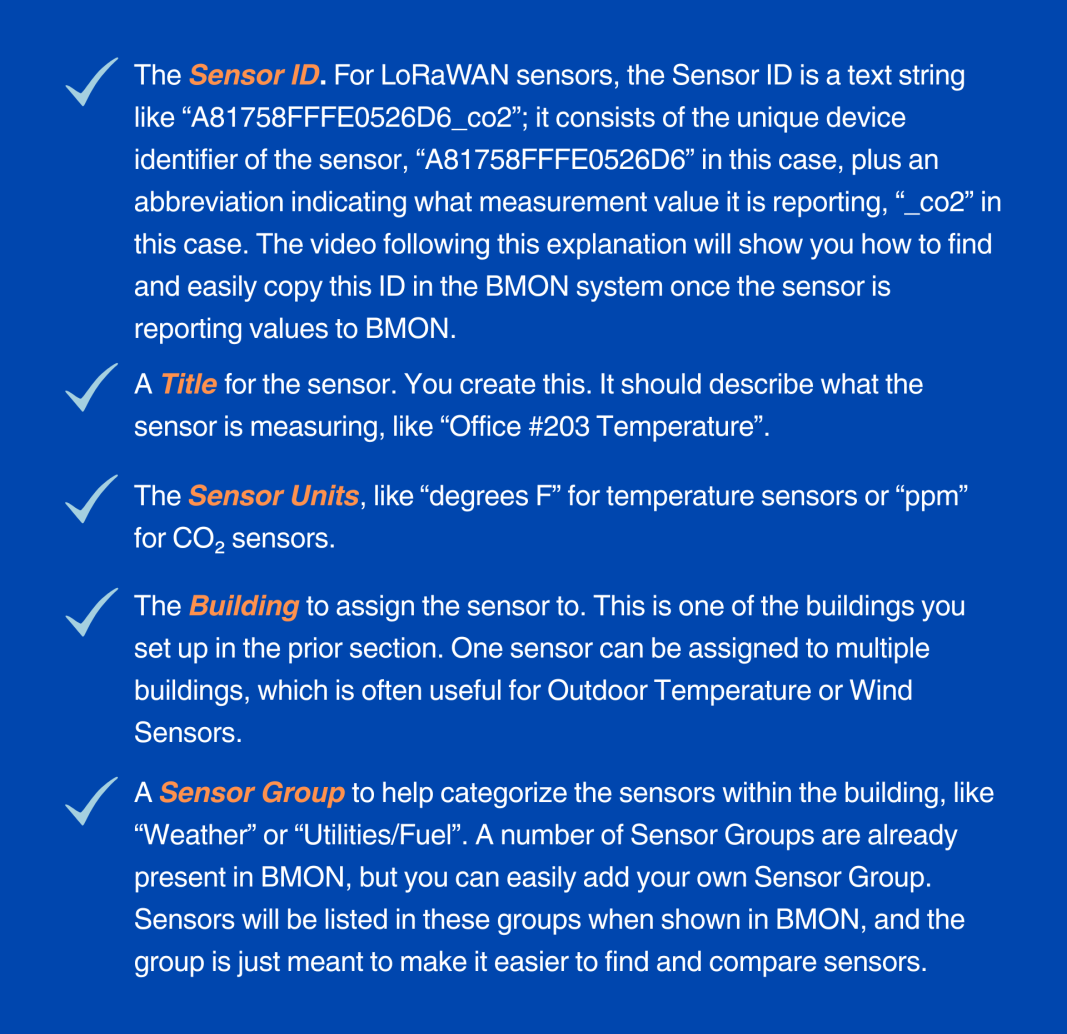 The Sensor ID. For LoRaWAN sensors, the Sensor ID is a text string
like “A81758FFFE0526D6_co2”; it consists of the unique device
identifier of the sensor, “A81758FFFE0526D6” in this case, plus an
abbreviation indicating what measurement value it is reporting, “_co2” in
this case. The video following this explanation will show you how to find
and easily copy this ID in the BMON system once the sensor is
reporting values to BMON.
A Title for the sensor. You create this. It should describe what the
sensor is measuring, like “Office #203 Temperature”.
The Sensor Units, like “degrees F” for temperature sensors or “ppm”
for CO₂ sensors.
The Building to assign the sensor to. This is one of the buildings you
set up in the prior section. One sensor can be assigned to multiple
buildings, which is often useful for Outdoor Temperature or Wind
Sensors.
A Sensor Group to help categorize the sensors within the building, like
“Weather” or “Utilities/Fuel”. A number of Sensor Groups are already
present in BMON, but you can easily add your own Sensor Group.
Sensors will be listed in these groups when shown in BMON, and the
group is just meant to make it easier to find and compare sensors.